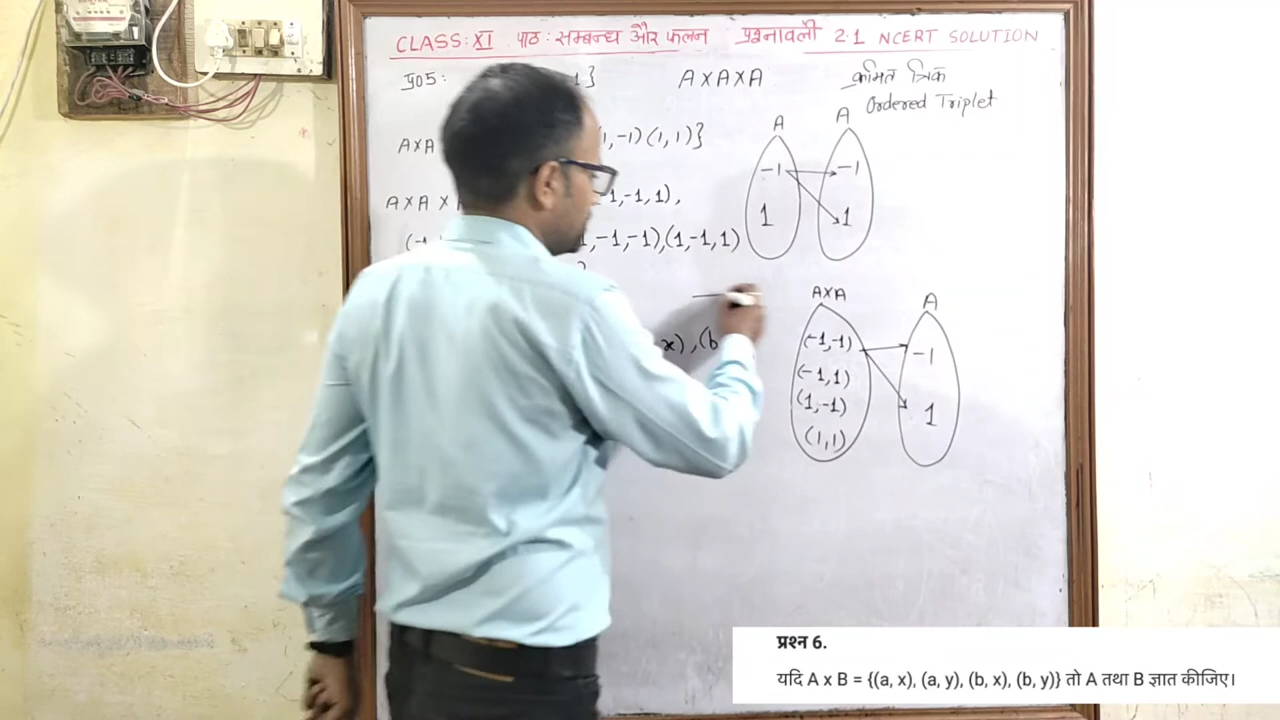 CLASS: XI पाठ: सम्बन्ध और फलन प्रश्नावली 2.1 NCERT SOLUTION
प्र05: 1} A X A X A क्रमित त्रिक
Ordered Triplet
A A
AXA 1,-1) (1, 1)}
-1 -1
A X A X -1, 1),
1 1
,-1,-1),(1,-1,1)
AXA A
x), (b
(-1,-1) -1
(-1,1)
(1,-1) 1
(1,1)
प्रश्न 6.
यदि A x B = {(a, x), (a, y), (b, x), (b, y)} तो A तथा B ज्ञात कीजिए।